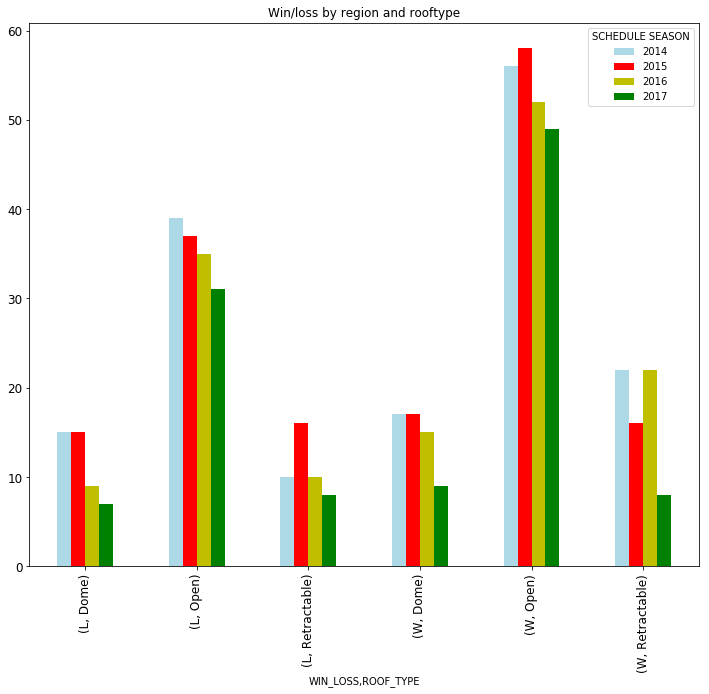 Win/loss by region and rooftype
SCHEDULE SEASON
2014
2015
2016
2017
60
50
40
30
20
10
0
(L, Dome)
(L, Open)
(L, Retractable)
(W, Dome)
(W, Open)
(W, Retractable)
WIN_LOSS,ROOF_TYPE